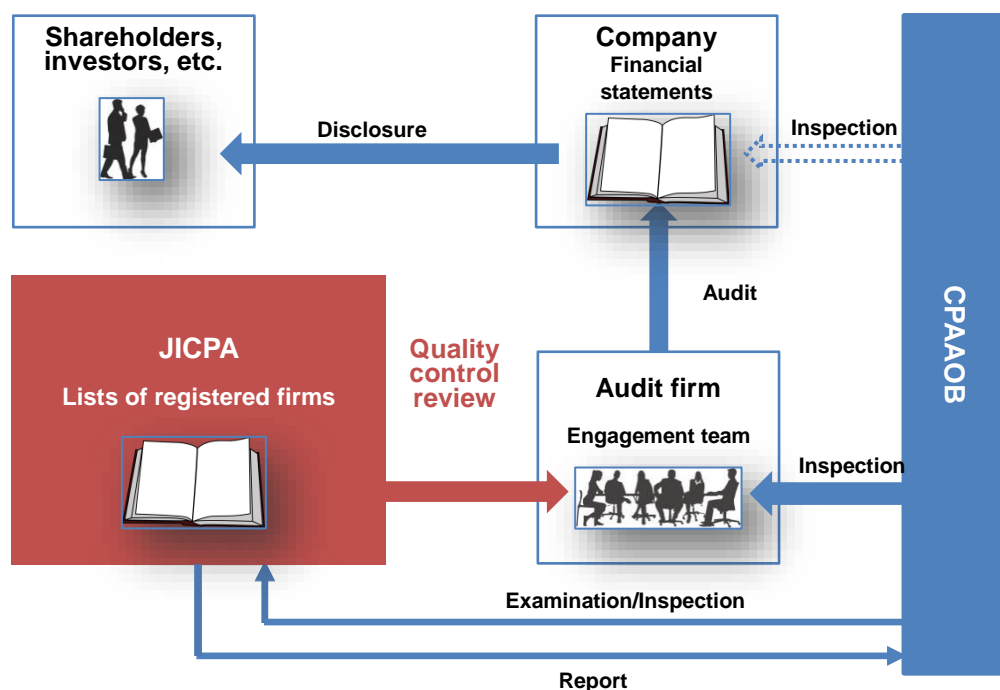 Shareholders,
investors, etc.
Disclosure
Company
Financial
statements
Inspection
CPAAOB
Audit
JICPA
Lists of registered firms
Quality
control
review
Audit firm
Engagement team
Inspection
Examination/Inspection
Report